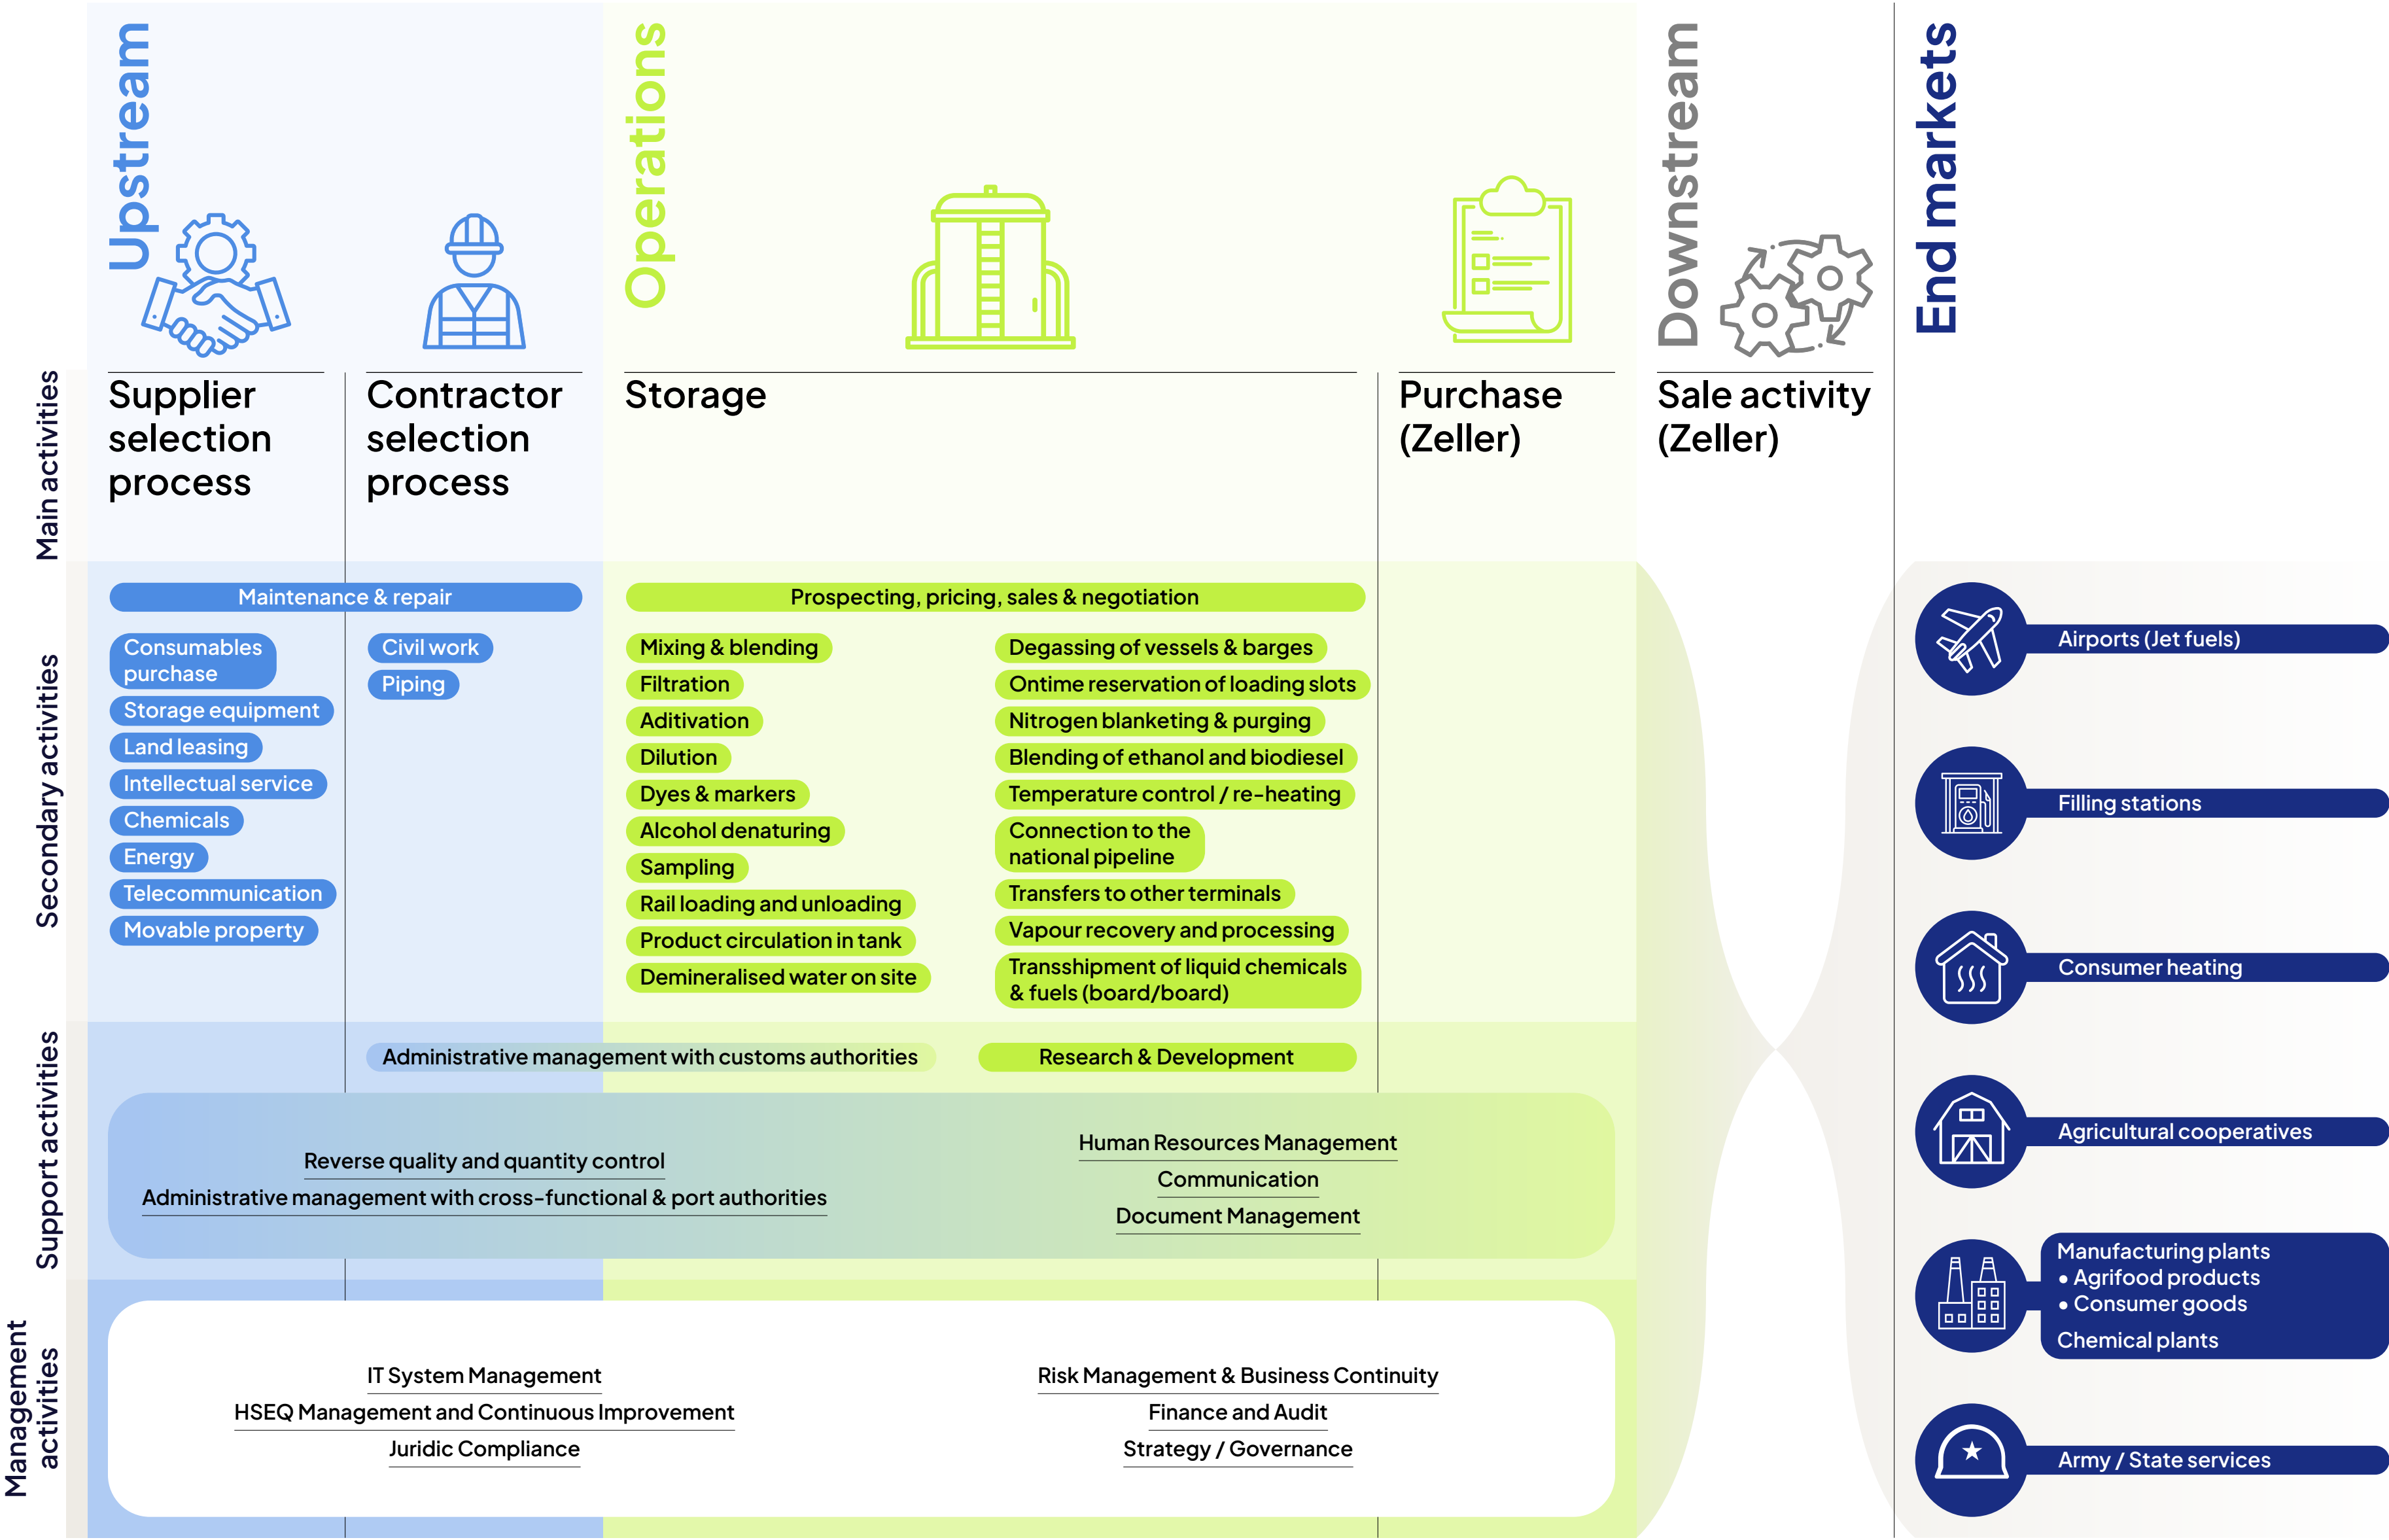 Upstream
Operations
Downstream
End markets
Main activities
Supplier
selection
process
Contractor
selection
process
Storage
Purchase
(Zeller)
Sale activity
(Zeller)
Secondary activities
Maintenance & repair
Consumables
purchase
Storage equipment
Land leasing
Intellectual service
Chemicals
Energy
Telecommunication
Movable property
Civil work
Piping
Prospecting, pricing, sales & negotiation
Mixing & blending
Filtration
Aditivation
Dilution
Dyes & markers
Alcohol denaturing
Sampling
Rail loading and unloading
Product circulation in tank
Demineralised water on site
Degassing of vessels & barges
Ontime reservation of loading slots
Nitrogen blanketing & purging
Blending of ethanol and biodiesel
Temperature control / re-heating
Connection to the
national pipeline
Transfers to other terminals
Vapour recovery and processing
Transshipment of liquid chemicals
& fuels (board/board)
Support activities
Administrative management with customs authorities
Research & Development
Reverse quality and quantity control
Administrative management with cross-functional & port authorities
Human Resources Management
Communication
Document Management
Management
activities
IT System Management
HSEQ Management and Continuous Improvement
Juridic Compliance
Risk Management & Business Continuity
Finance and Audit
Strategy / Governance
Airports (Jet fuels)
Filling stations
Consumer heating
Agricultural cooperatives
Manufacturing plants
• Agrifood products
• Consumer goods
Chemical plants
Army / State services